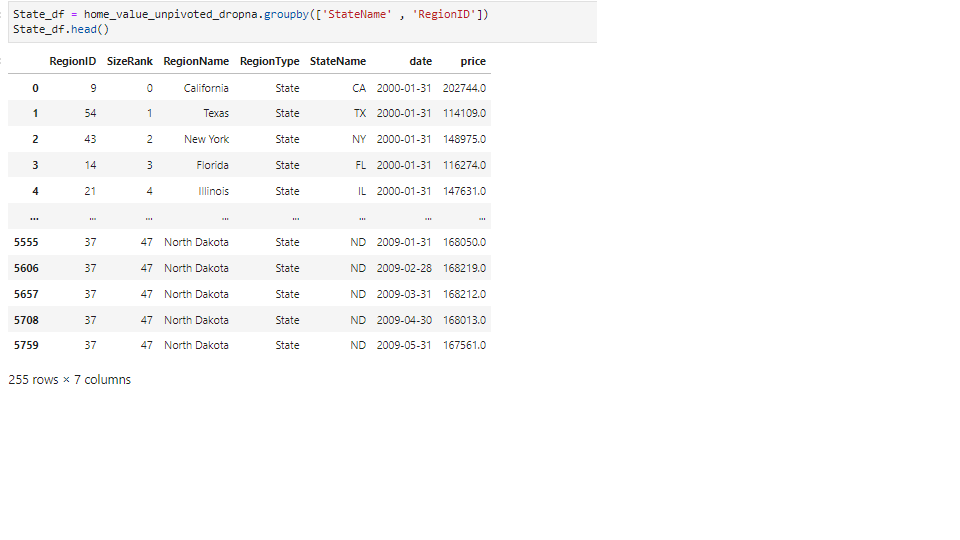 State_df = home_value_unpivoted_dropna.groupby(['StateName' , 'RegionID'])
State_df.head()
RegionID SizeRank RegionName RegionType StateName date price
0 9 0 California State CA 2000-01-31 202744.0
1 54 1 Texas State TX 2000-01-31 114109.0
2 43 2 New York State NY 2000-01-31 148975.0
3 14 3 Florida State FL 2000-01-31 116274.0
4 21 4 Illinois State IL 2000-01-31 147631.0
... ... ... ... ... ... ... ...
5555 37 47 North Dakota State ND 2009-01-31 168050.0
5606 37 47 North Dakota State ND 2009-02-28 168219.0
5657 37 47 North Dakota State ND 2009-03-31 168212.0
5708 37 47 North Dakota State ND 2009-04-30 168013.0
5759 37 47 North Dakota State ND 2009-05-31 167561.0
255 rows × 7 columns